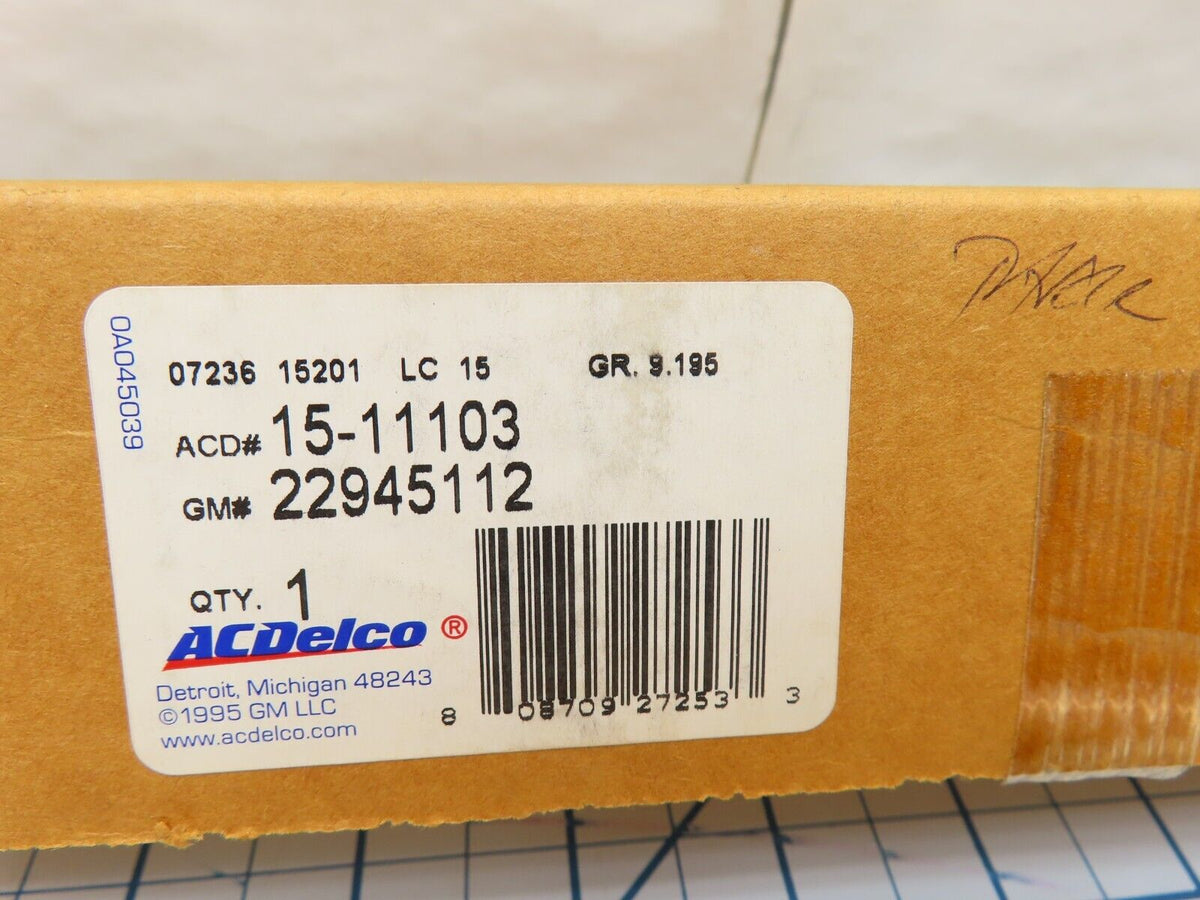 0A045039
07236 15201 LC 15 GR. 9.195
ACD# 15-11103
GM# 22945112
QTY. 1
ACDelco ®
Detroit, Michigan 48243
©1995 GM LLC
www.acdelco.com
8 08709 27253 3